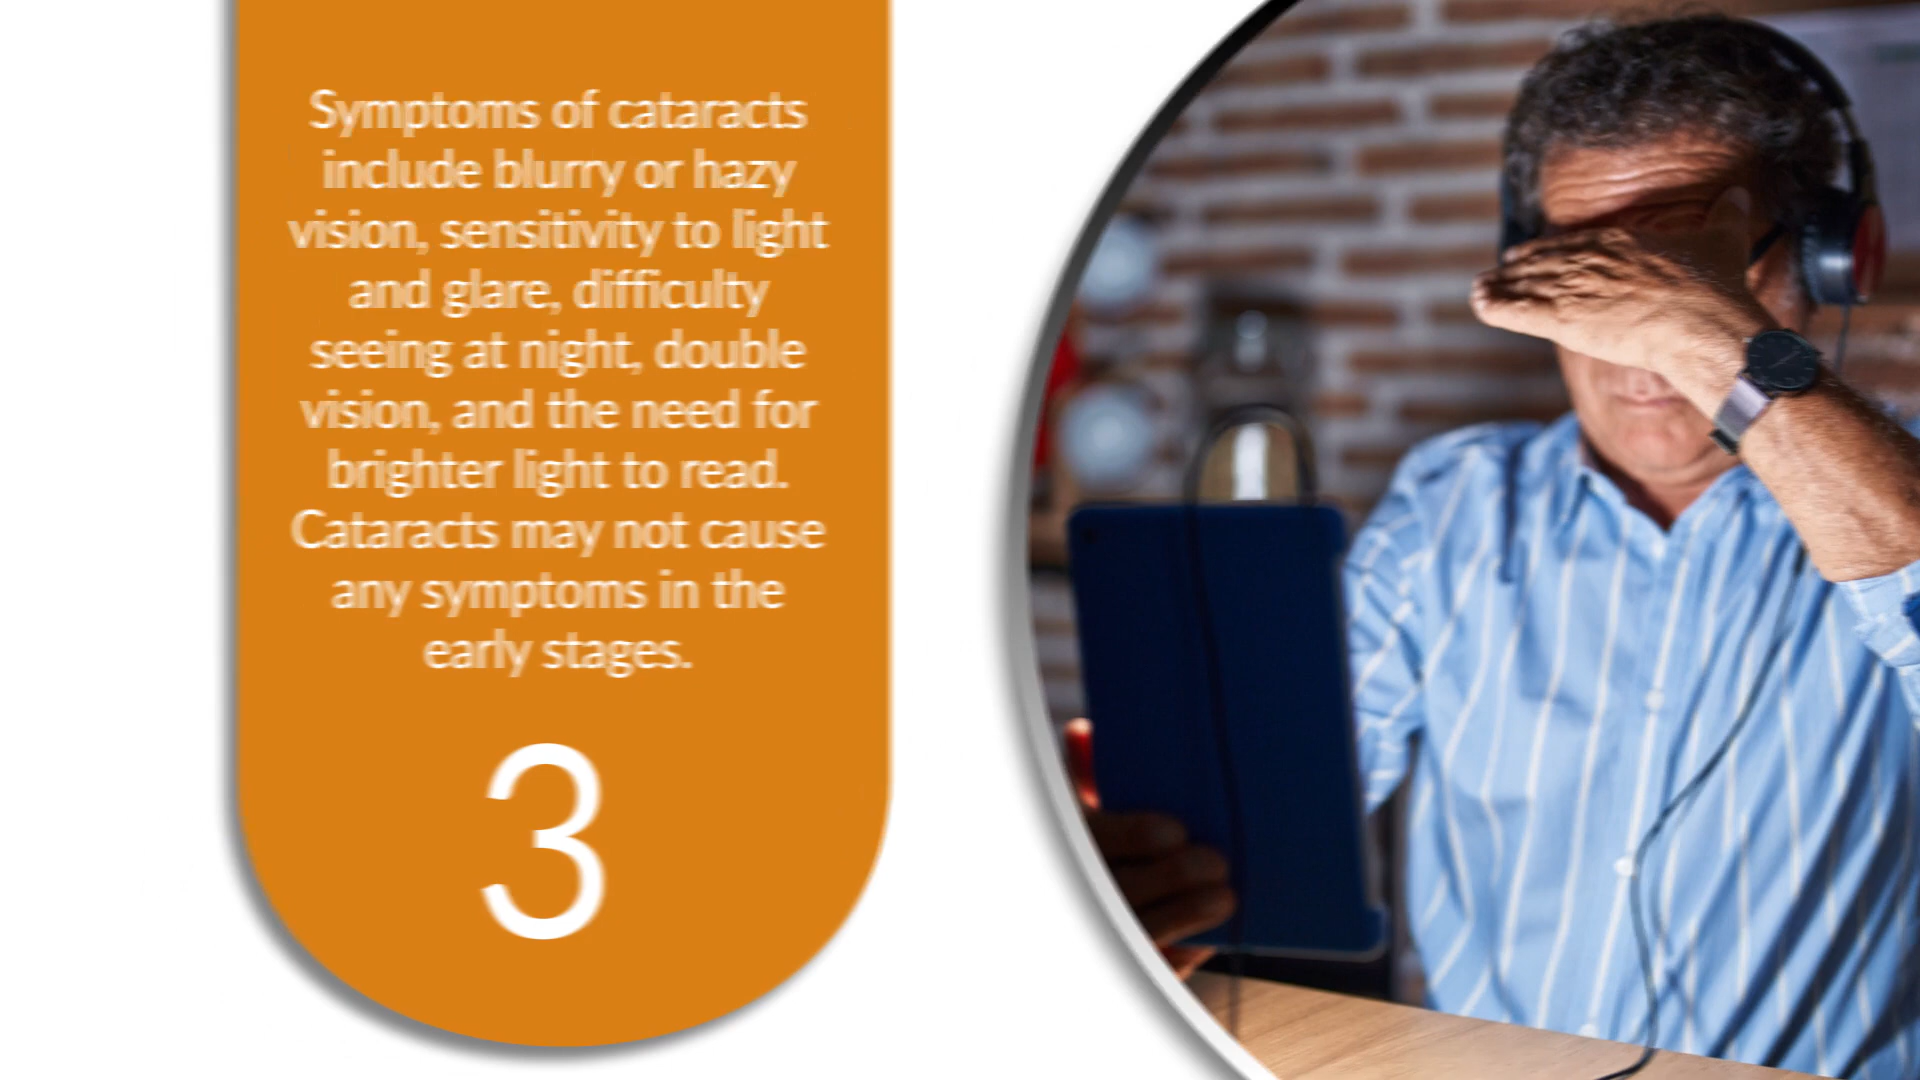 Symptoms of cataracts
include blurry or hazy
vision, sensitivity to light
and glare, difficulty
seeing at night, double
vision, and the need for
brighter light to read.
Cataracts may not cause
any symptoms in the
early stages.
3